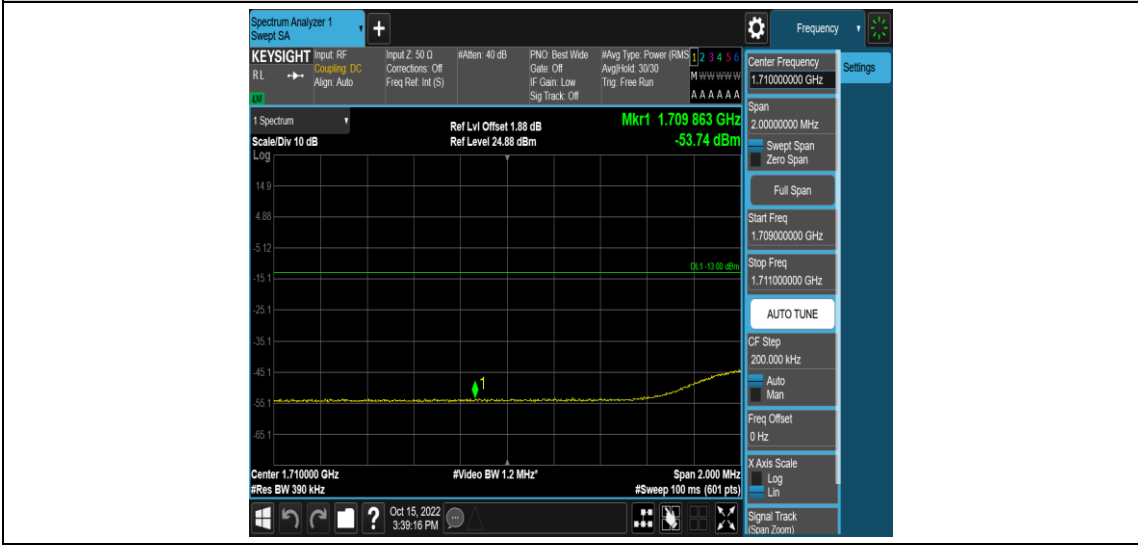 Spectrum Analyzer 1
Swept SA
+
Frequency
KEYSIGHT
RL
Input: RF
Coupling: DC
Align: Auto
Input Z: 50 Ω
Corrections: Off
Freq Ref: Int (S)
#Atten: 40 dB
PNO: Best Wide
Gate: Off
IF Gain: Low
Sig Track: Off
#Avg Type: Power (RMS
Avg|Hold: 30/30
Trig: Free Run
1 2 3 4 5 6
M W W W W W
A A A A A A
1 Spectrum
Scale/Div 10 dB
Log
Ref Lvl Offset 1.88 dB
Ref Level 24.88 dBm
Mkr1 1.709 863 GHz
-53.74 dBm
14.9
4.88
-5.12
-15.1
-25.1
-35.1
-45.1
-55.1
-65.1
DL1 -13.00 dBm
1
Center 1.710000 GHz
#Res BW 390 kHz
#Video BW 1.2 MHz*
Span 2.000 MHz
#Sweep 100 ms (601 pts)
?
Oct 15, 2022
3:39:16 PM
Center Frequency
1.710000000 GHz
Settings
Span
2.00000000 MHz
Swept Span
Zero Span
Full Span
Start Freq
1.709000000 GHz
Stop Freq
1.711000000 GHz
AUTO TUNE
CF Step
200.000 kHz
Auto
Man
Freq Offset
0 Hz
X Axis Scale
Log
Lin
Signal Track
(Span Zoom)